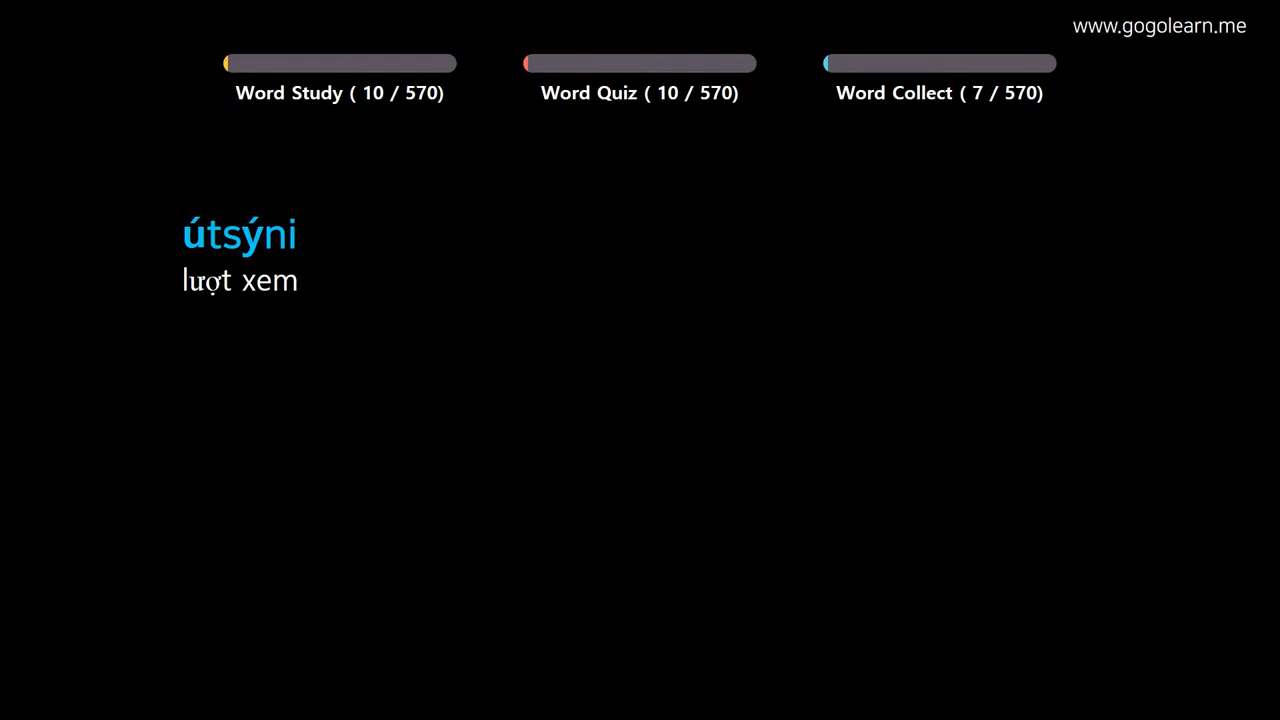 www.gogolearn.me
Word Study ( 10 / 570)
Word Quiz ( 10 / 570)
Word Collect ( 7 / 570)
útsýni
lượt xem